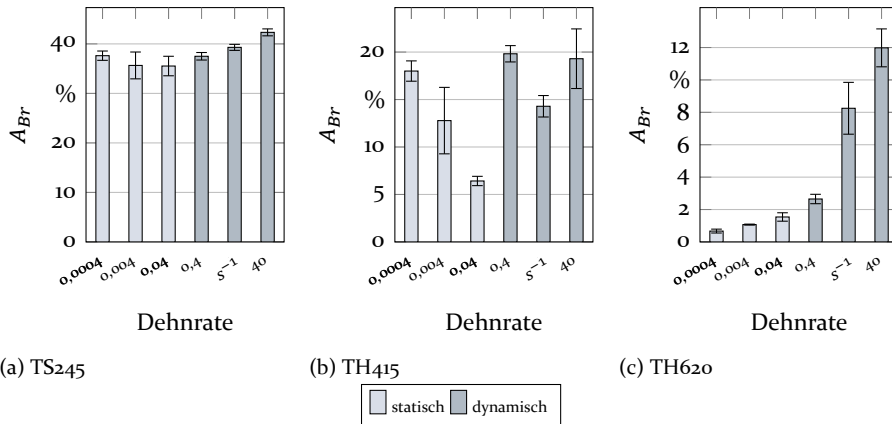 40
%
20
10
0
A_Br
0,0004
0,004
0,04
0,4
s−1
40
Dehnrate
(a) TS245
20
%
10
5
0
A_Br
0,0004
0,004
0,04
0,4
s−1
40
Dehnrate
(b) TH415
12
%
8
6
4
2
0
A_Br
0,0004
0,004
0,04
0,4
s−1
40
Dehnrate
(c) TH620
statisch dynamisch